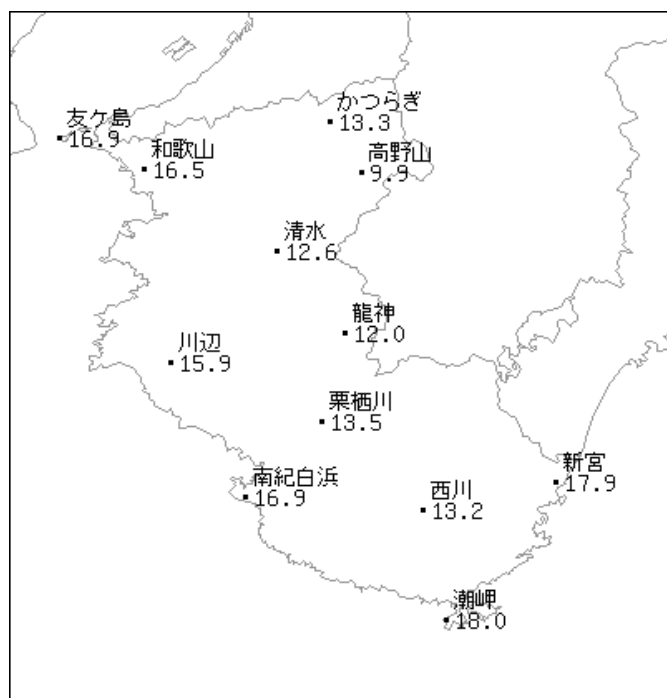 かつらぎ
13.3
友ケ島
16.9
和歌山
16.5
高野山
9.9
清水
12.6
龍神
12.0
川辺
15.9
栗栖川
13.5
新宮
17.9
南紀白浜
16.9
西川
13.2
潮岬
18.0